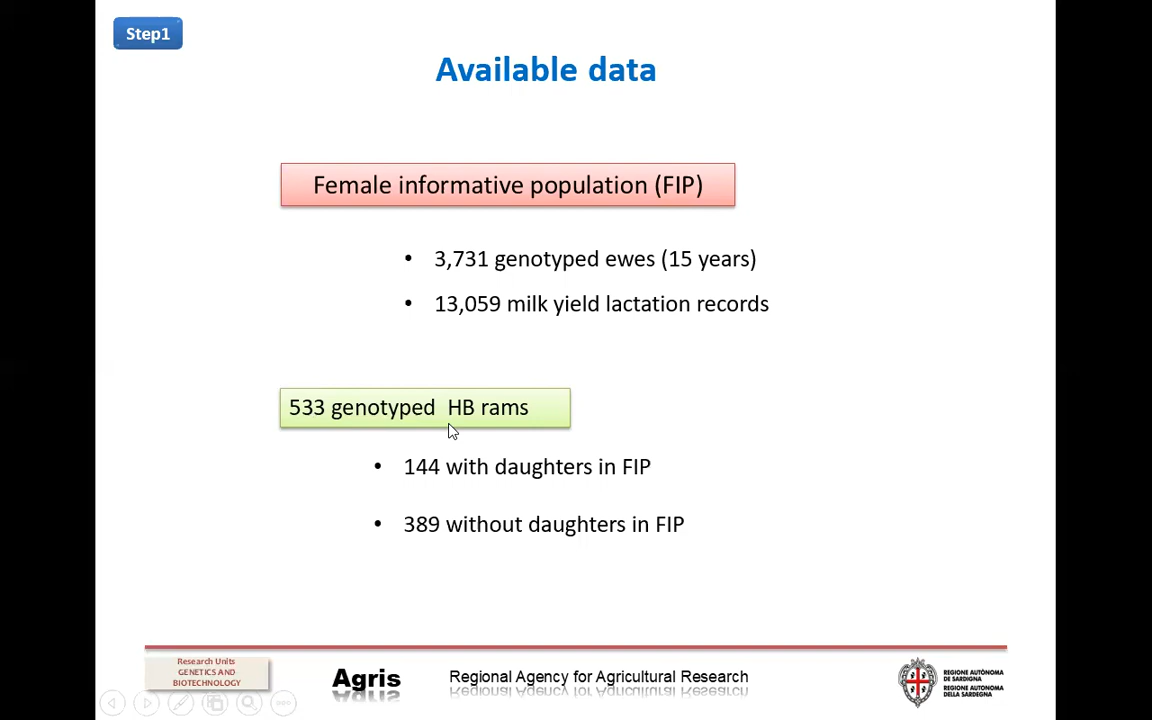 Step1
Available data
Female informative population (FIP)
• 3,731 genotyped ewes (15 years)
• 13,059 milk yield lactation records
533 genotyped HB rams
• 144 with daughters in FIP
• 389 without daughters in FIP
Research Units
GENETICS AND
BIOTECHNOLOGY
Agris
Regional Agency for Agricultural Research
REGIONE AUTÒNOMA
DE SARDIGNA
REGIONE AUTONOMA
DELLA SARDEGNA